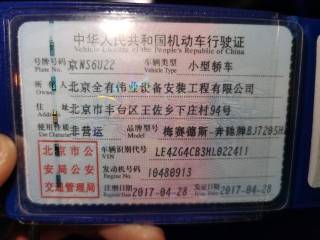 中华人民共和国机动车行驶证
Vehicle License of the People's Republic of China
号牌号码 京NS6U22 车辆类型 小型轿车
Plate No. Vehicle Type
所有人 北京全有伟业设备安装工程有限公司
住址 北京市丰台区王佐乡下庄村94号
使用性质 非营运 品牌型号 梅赛德斯-奔驰牌BJ7205H
Use Character Model
北京市公 车辆识别代号 LE4ZG4CB3HL022411
VIN
安局公安 发动机号码 10480913
Engine No.
交通管理局 注册日期 2017-04-28 发证日期 2017-04-28
Register Date Issue Date